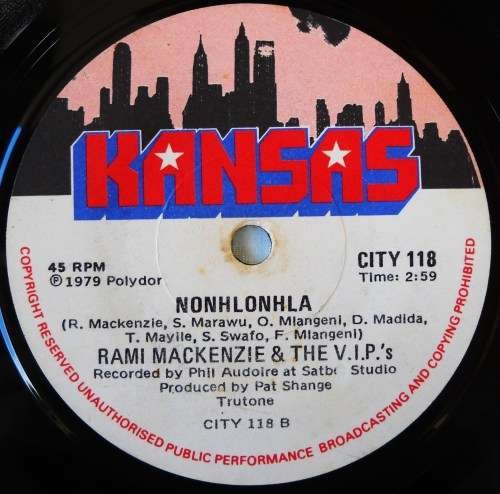 KANSAS
45 RPM
℗ 1979 Polydor
CITY 118
Time: 2:59
NONHLONHLA
(R. Mackenzie, S. Marawu, O. Mlangeni, D. Madida,
T. Mayile, S. Swafo, F. Mlangeni)
RAMI MACKENZIE & THE V.I.P.'s
Recorded by Phil Audoire at Satbel Studio
Produced by Pat Shange
Trutone
CITY 118 B
COPYRIGHT RESERVED UNAUTHORISED PUBLIC PERFORMANCE BROADCASTING AND COPYING PROHIBITED